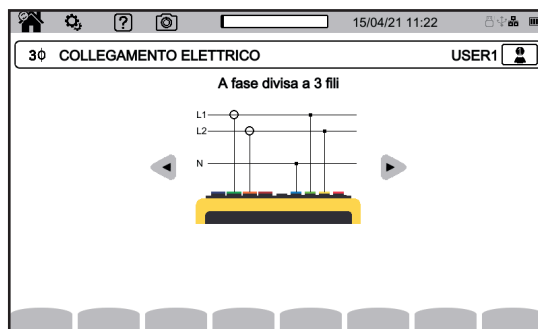 ?
15/04/21 11:22
3Φ COLLEGAMENTO ELETTRICO
USER1
A fase divisa a 3 fili
L1
L2
N